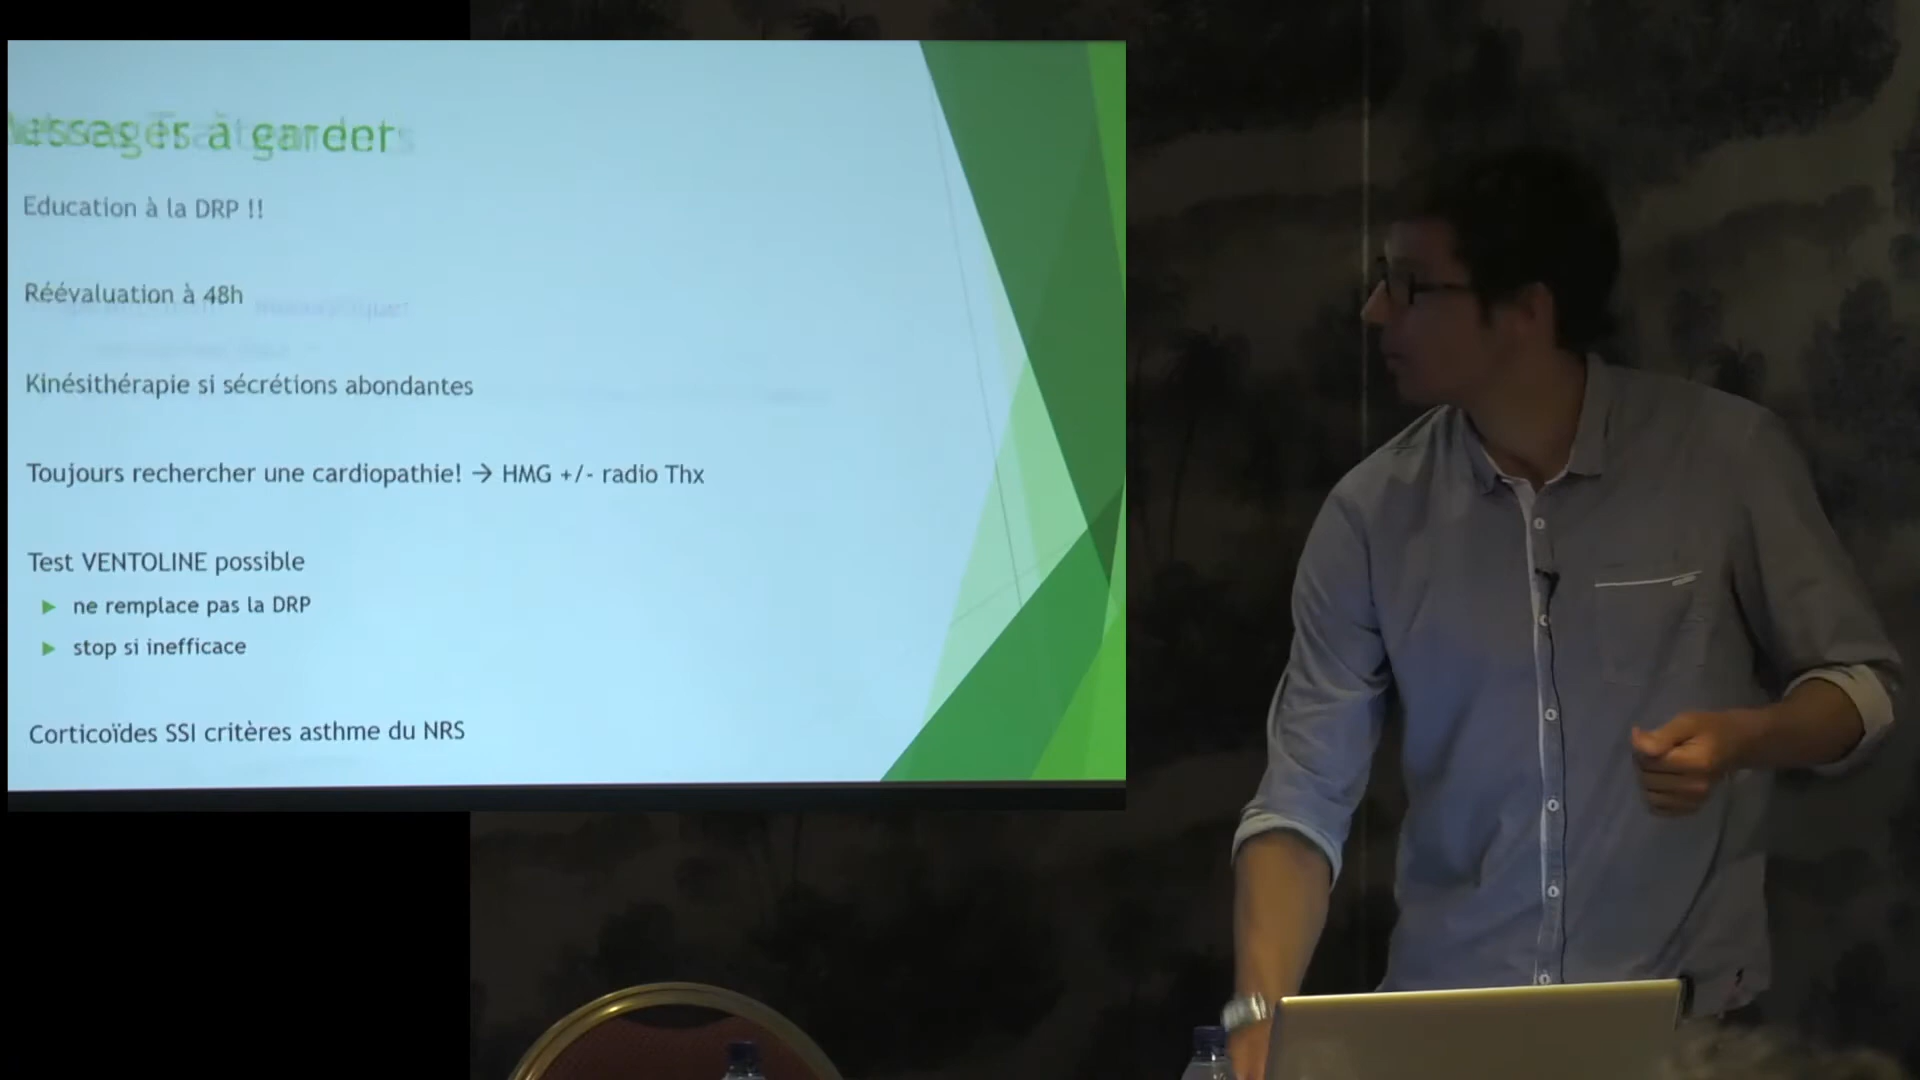 essages à garder
Education à la DRP !!
Réévaluation à 48h
Kinésithérapie si sécrétions abondantes
Toujours rechercher une cardiopathie! → HMG +/- radio Thx
Test VENTOLINE possible
▶ ne remplace pas la DRP
▶ stop si inefficace
Corticoïdes SSI critères asthme du NRS